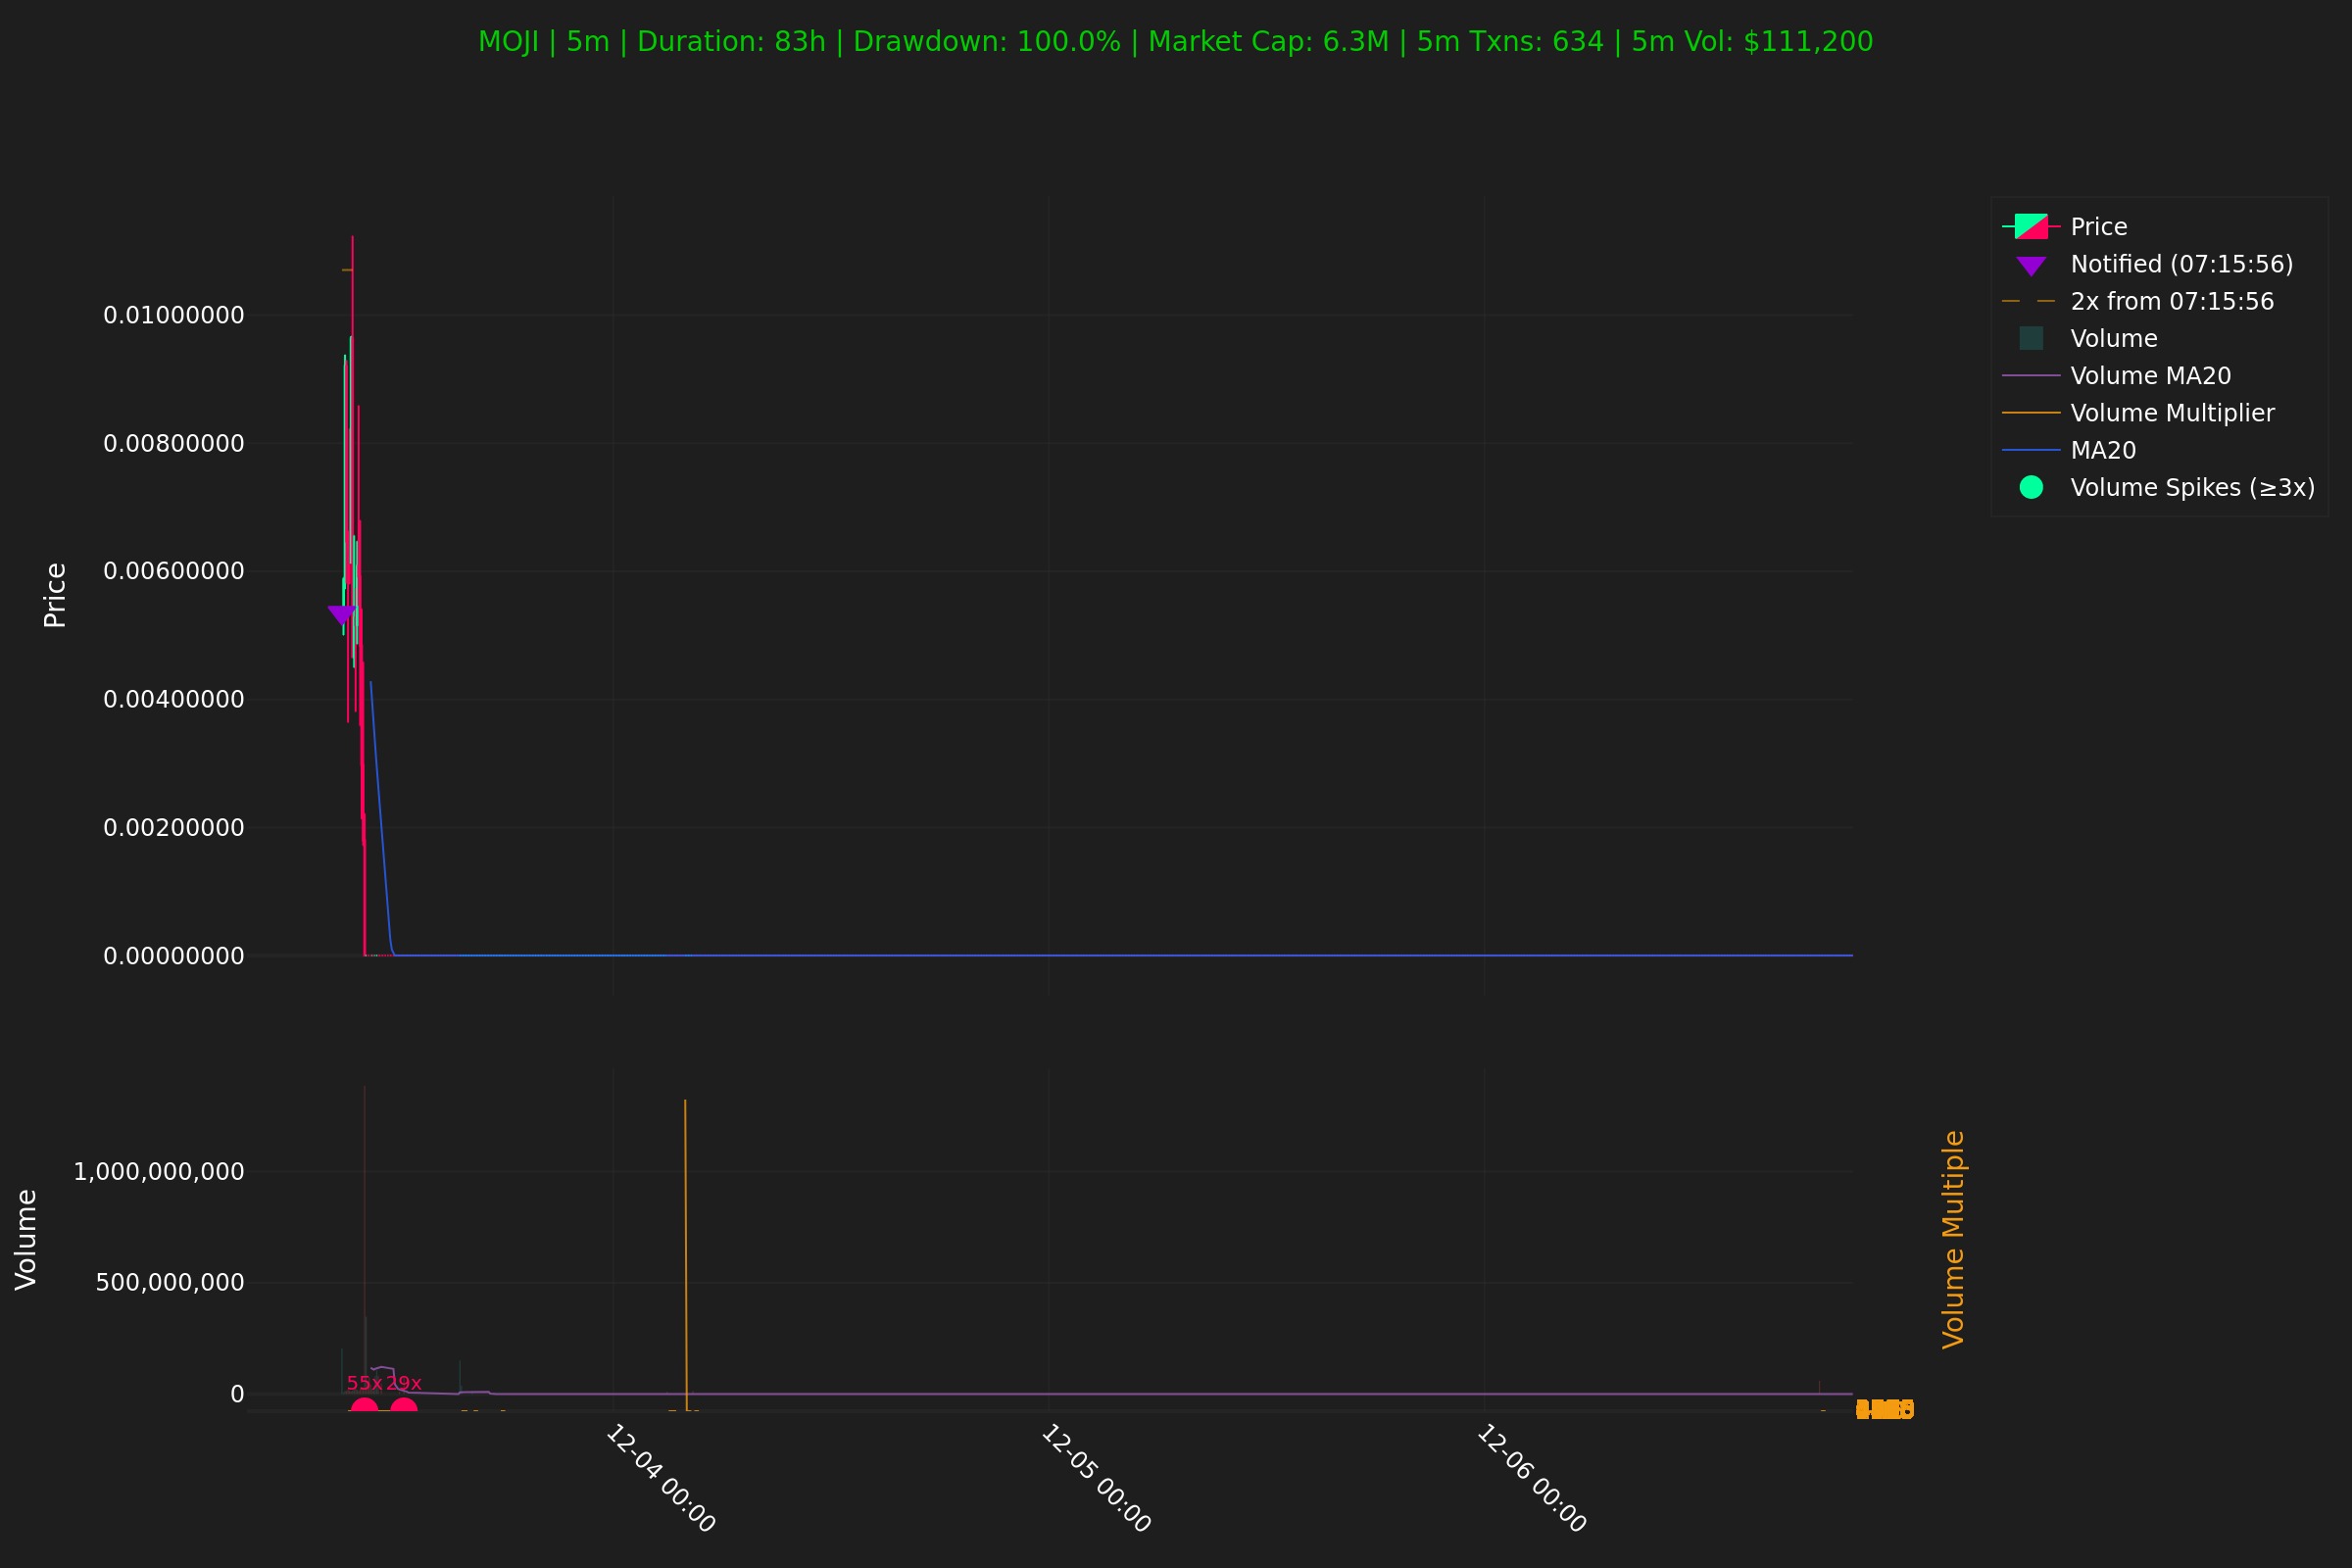 MOJI | 5m | Duration: 83h | Drawdown: 100.0% | Market Cap: 6.3M | 5m Txns: 634 | 5m Vol: $111,200
Price
Notified (07:15:56)
2x from 07:15:56
Volume
Volume MA20
Volume Multiplier
MA20
Volume Spikes (≥3x)
Price
0.01000000
0.00800000
0.00600000
0.00400000
0.00200000
0.00000000
Volume
1,000,000,000
500,000,000
0
55x
29x
Volume Multiple
12-04 00:00
12-05 00:00
12-06 00:00